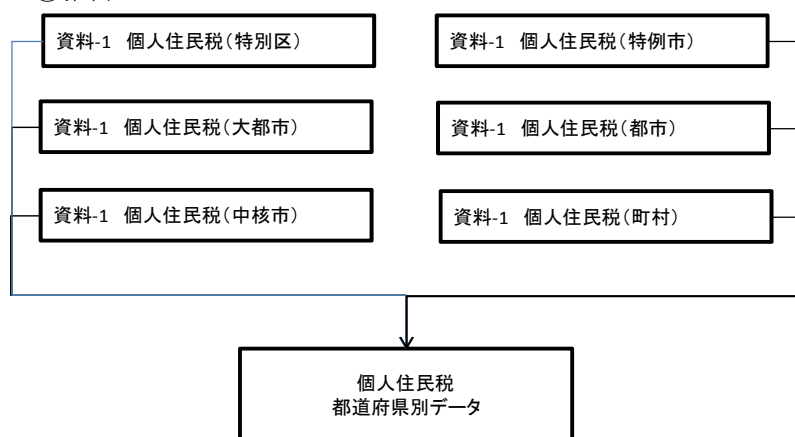 資料-1 個人住民税(特別区)
資料-1 個人住民税(特例市)
資料-1 個人住民税(大都市)
資料-1 個人住民税(都市)
資料-1 個人住民税(中核市)
資料-1 個人住民税(町村)
個人住民税
都道府県別データ